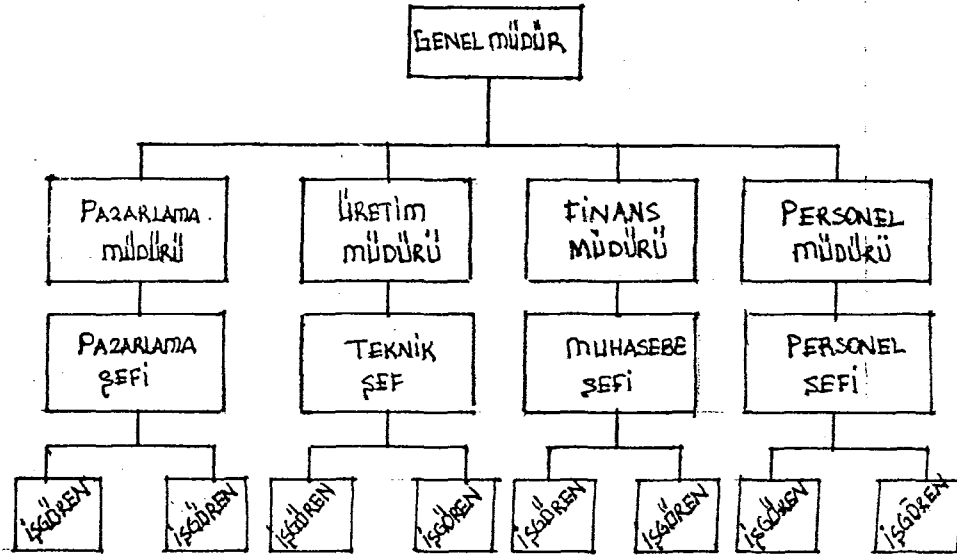 GENEL MÜDÜR
PAZARLAMA
MÜDÜRÜ
ÜRETİM
MÜDÜRÜ
FİNANS
MÜDÜRÜ
PERSONEL
MÜDÜRÜ
PAZARLAMA
ŞEFİ
TEKNİK
ŞEF
MUHASEBE
ŞEFİ
PERSONEL
ŞEFİ
İŞGÖREN
İŞGÖREN
İŞGÖREN
İŞGÖREN
İŞGÖREN
İŞGÖREN
İŞGÖREN
İŞGÖREN